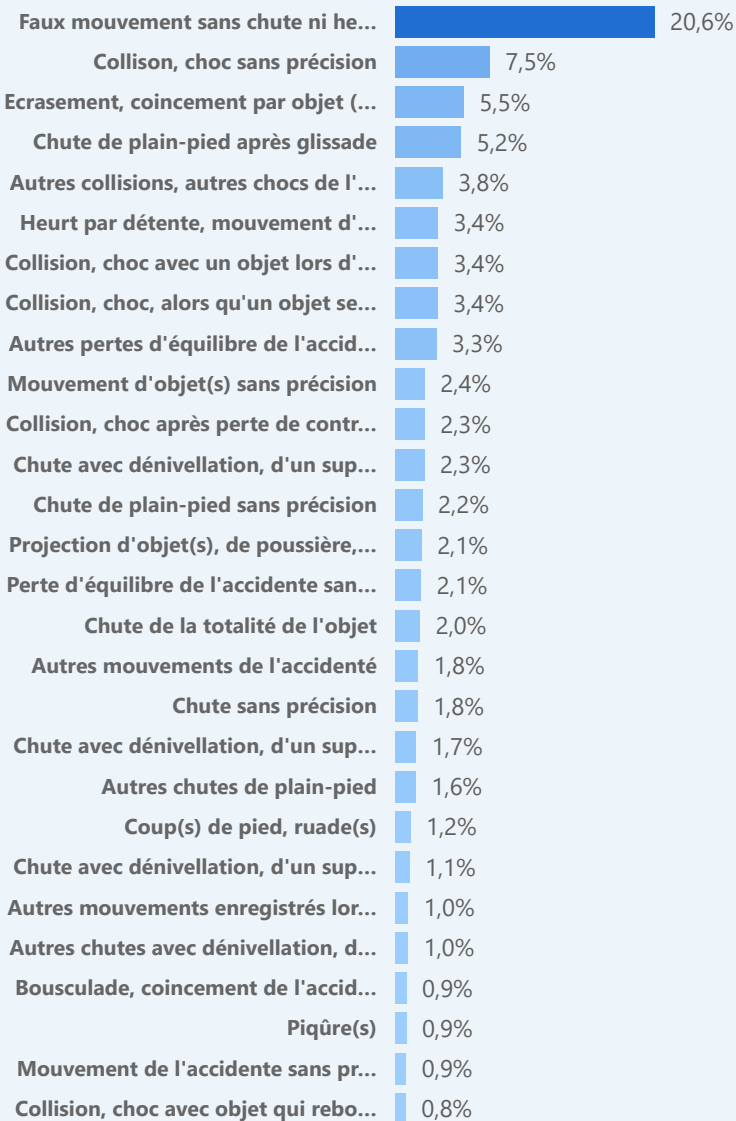 Faux mouvement sans chute ni he... 20,6%
Collison, choc sans précision 7,5%
Ecrasement, coincement par objet (... 5,5%
Chute de plain-pied après glissade 5,2%
Autres collisions, autres chocs de l'... 3,8%
Heurt par détente, mouvement d'... 3,4%
Collision, choc avec un objet lors d'... 3,4%
Collision, choc, alors qu'un objet se... 3,4%
Autres pertes d'équilibre de l'accid... 3,3%
Mouvement d'objet(s) sans précision 2,4%
Collision, choc après perte de contr... 2,3%
Chute avec dénivellation, d'un sup... 2,3%
Chute de plain-pied sans précision 2,2%
Projection d'objet(s), de poussière,... 2,1%
Perte d'équilibre de l'accidente san... 2,1%
Chute de la totalité de l'objet 2,0%
Autres mouvements de l'accidenté 1,8%
Chute sans précision 1,8%
Chute avec dénivellation, d'un sup... 1,7%
Autres chutes de plain-pied 1,6%
Coup(s) de pied, ruade(s) 1,2%
Chute avec dénivellation, d'un sup... 1,1%
Autres mouvements enregistrés lor... 1,0%
Autres chutes avec dénivellation, d... 1,0%
Bousculade, coincement de l'accid... 0,9%
Piqûre(s) 0,9%
Mouvement de l'accidente sans pr... 0,9%
Collision, choc avec objet qui rebo... 0,8%